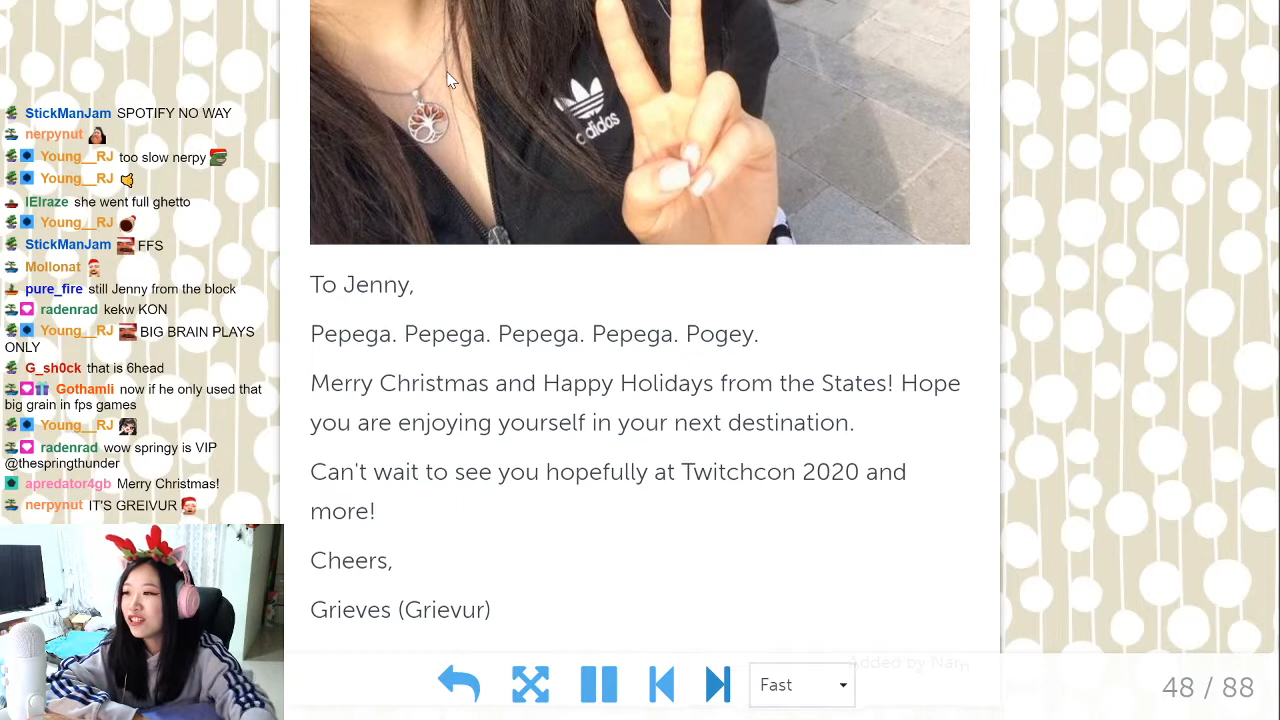 StickManJam SPOTIFY NO WAY
nerpynut
Young__RJ too slow nerpy
Young__RJ
lElraze she went full ghetto
Young__RJ
StickManJam FFS
Mollonat
pure_fire still Jenny from the block
radenrad kekw KON
Young__RJ BIG BRAIN PLAYS
ONLY
G_sh0ck that is 6head
Gothamli now if he only used that
big grain in fps games
Young__RJ
radenrad wow springy is VIP
@thespringthunder
apredator4gb Merry Christmas!
nerpynut IT'S GREIVUR
adidas
To Jenny,
Pepega. Pepega. Pepega. Pepega. Pogey.
Merry Christmas and Happy Holidays from the States! Hope
you are enjoying yourself in your next destination.
Can't wait to see you hopefully at Twitchcon 2020 and
more!
Cheers,
Grieves (Grievur)
Added by Nam
Fast
48 / 88